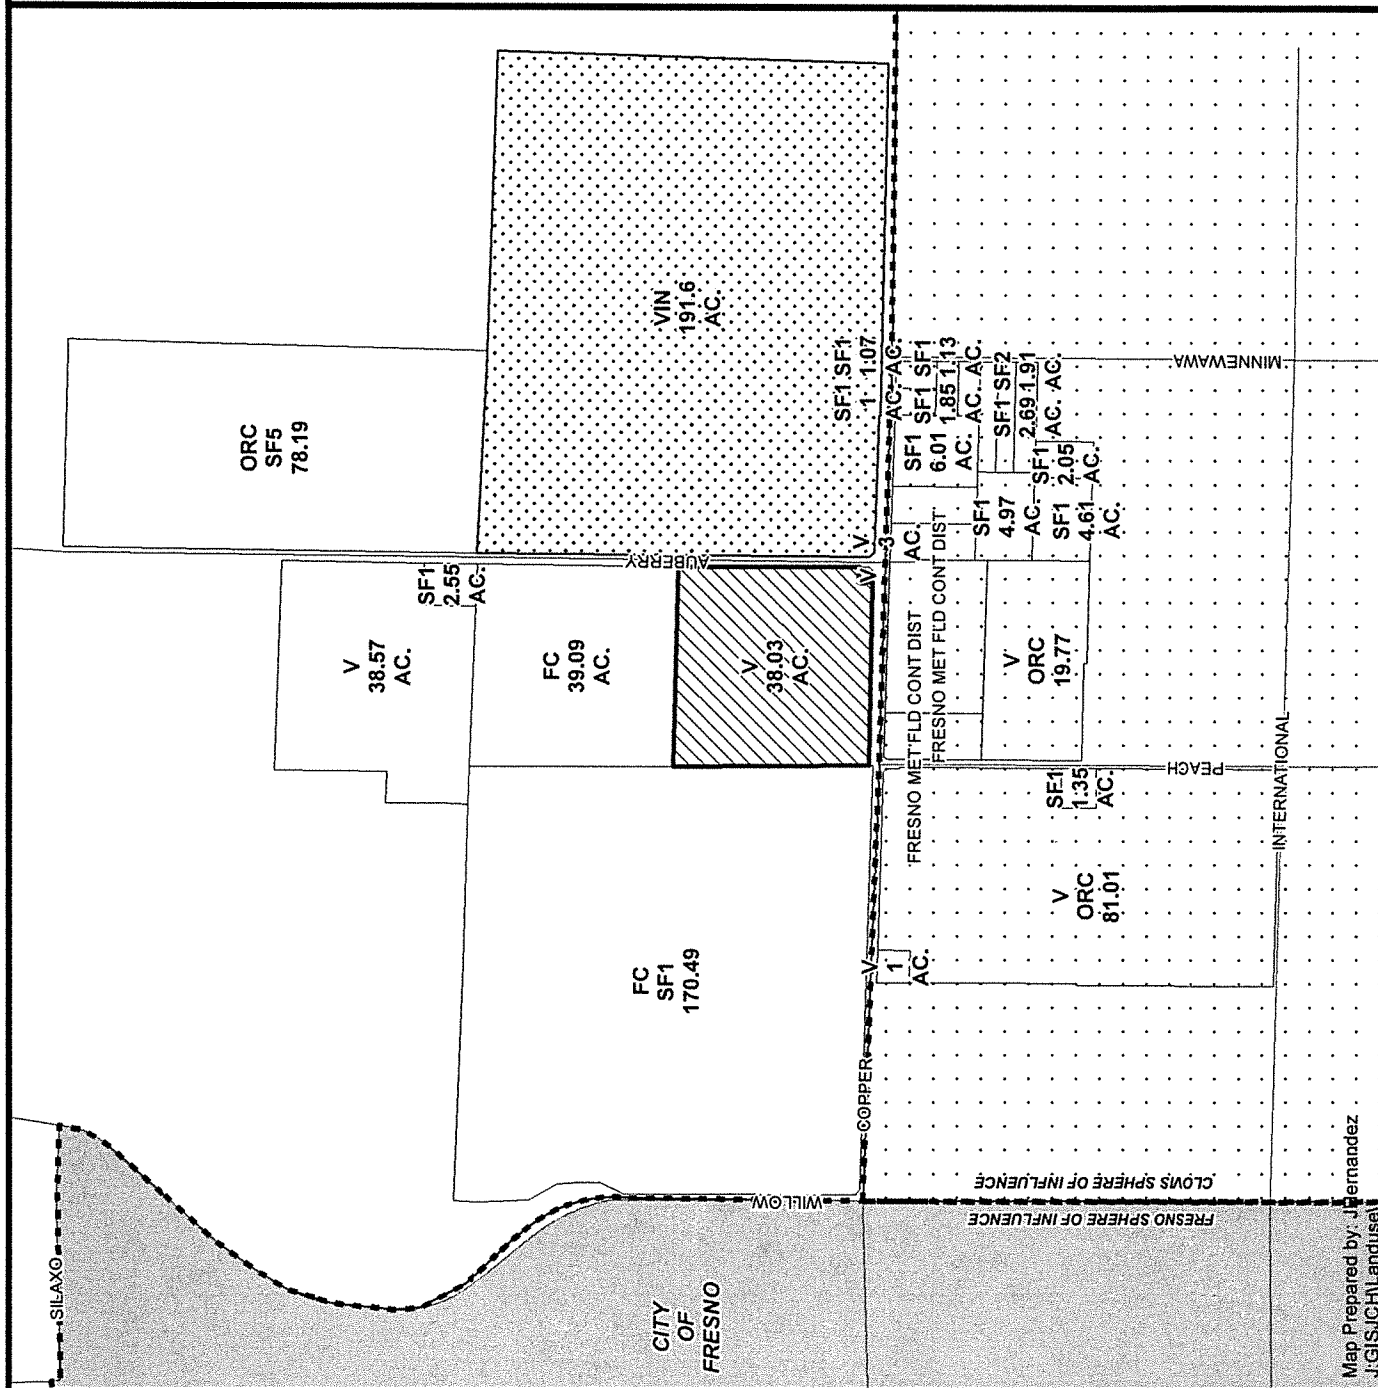 SILAXO
CITY
OF
FRESNO
WILLOW
FRESNO SPHERE OF INFLUENCE
CLOVIS SPHERE OF INFLUENCE
COPPER
FC
SF1
170.49
V
38.57
AC.
SF1
2.55
AC.
FC
39.09
AC.
V
38.03
AC.
AUBERRY
ORC
SF5
78.19
VIN
191.6
AC.
V
V
3
AC.
SF1 SF1
1 1.07
AC. AC.
SF1 SF1
1.85 1.13
AC. AC.
SF1
6.01
AC.
SF1 SF2
2.69 1.91
AC. AC.
SF1
2.05
AC.
SF1
4.97
AC.
SF1
4.61
AC.
MINNEWAWA
FRESNO MET FLD CONT DIST
FRESNO MET FLD CONT DIST
V
ORC
19.77
PEACH
SF1
1.35
AC.
V
ORC
81.01
V
1
AC.
INTERNATIONAL
Map Prepared by: JHernandez
J:GISJCH\Landuse\